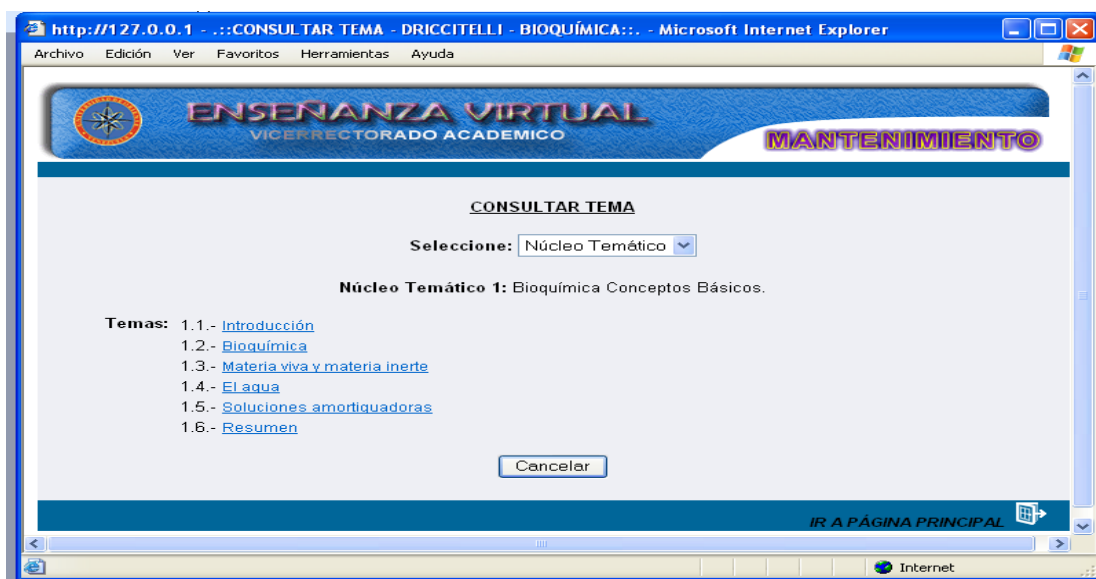 http://127.0.0.1 - .::CONSULTAR TEMA - DRICCITELLI - BIOQUÍMICA::. - Microsoft Internet Explorer
Archivo Edición Ver Favoritos Herramientas Ayuda
ENSEÑANZA VIRTUAL
VICERRECTORADO ACADEMICO
MANTENIMIENTO
CONSULTAR TEMA
Seleccione: Núcleo Temático
Núcleo Temático 1: Bioquímica Conceptos Básicos.
Temas: 1.1.- Introducción
1.2.- Bioquímica
1.3.- Materia viva y materia inerte
1.4.- El agua
1.5.- Soluciones amortiguadoras
1.6.- Resumen
Cancelar
IR A PÁGINA PRINCIPAL
Internet